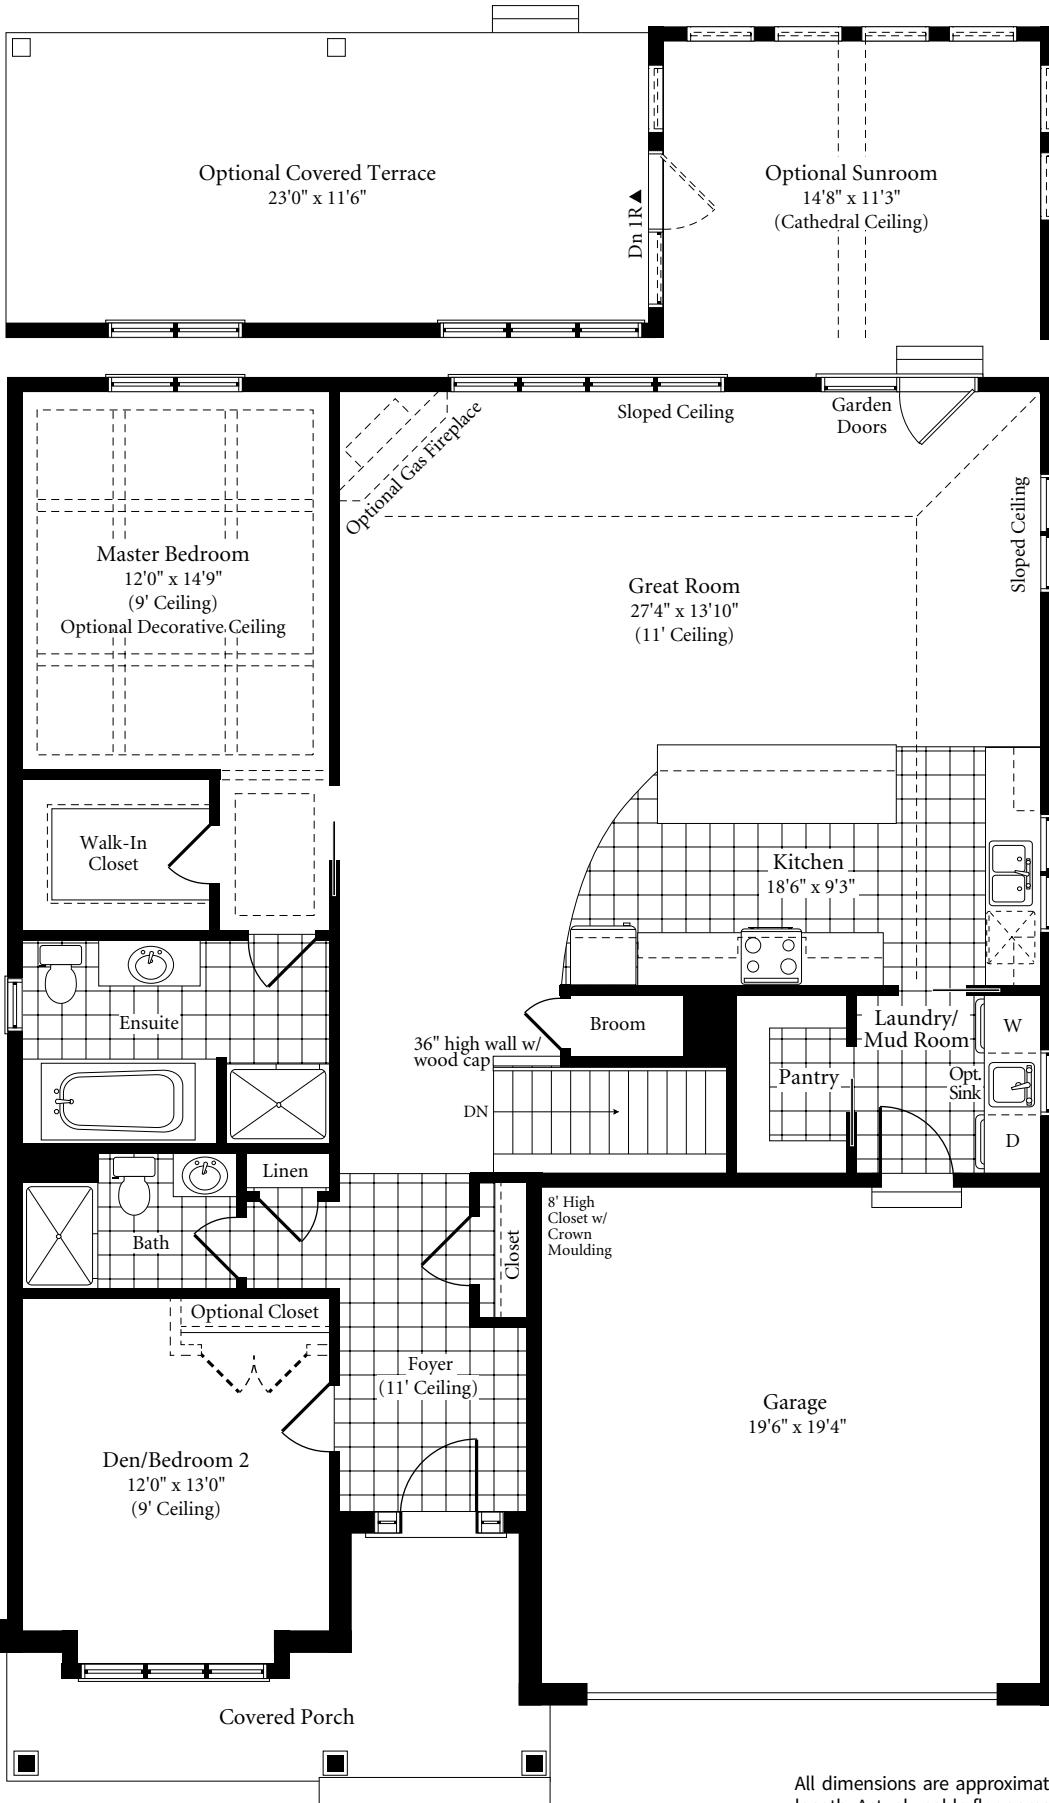 Optional Covered Terrace
23'0" x 11'6"
Dn 1R
Optional Sunroom
14'8" x 11'3"
(Cathedral Ceiling)
Optional Gas Fireplace
Sloped Ceiling
Garden
Doors
Sloped Ceiling
Master Bedroom
12'0" x 14'9"
(9' Ceiling)
Optional Decorative Ceiling
Great Room
27'4" x 13'10"
(11' Ceiling)
Walk-In
Closet
Kitchen
18'6" x 9'3"
Ensuite
36" high wall w/
wood cap
Broom
Laundry/
Mud Room
W
Pantry
Opt.
Sink
D
DN
Linen
Bath
Closet
8' High
Closet w/
Crown
Moulding
Optional Closet
Foyer
(11' Ceiling)
Garage
19'6" x 19'4"
Den/Bedroom 2
12'0" x 13'0"
(9' Ceiling)
Covered Porch
All dimensions are approximat